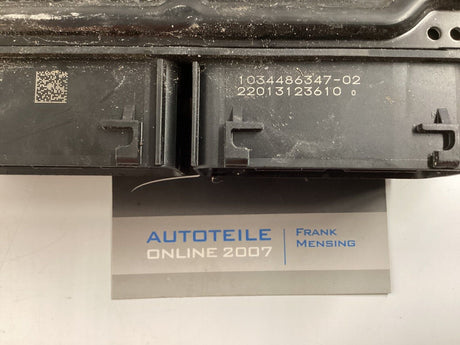 1034486347-02
22013123610
AUTOTEILE
ONLINE 2007
FRANK
MENSING